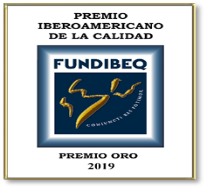 PREMIO
IBEROAMERICANO
DE LA CALIDAD
FUNDIBEQ
PREMIO ORO
2019